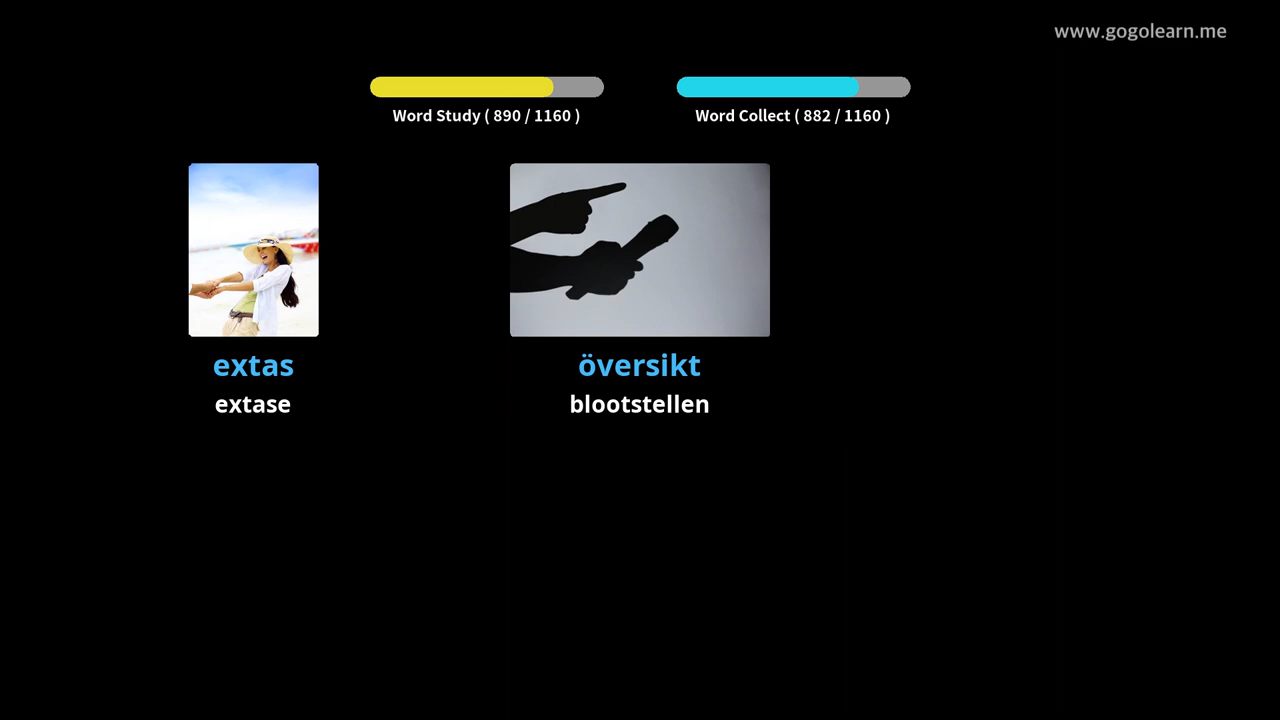 www.gogolearn.me
Word Study ( 890 / 1160 )
Word Collect ( 882 / 1160 )
extas
extase
översikt
blootstellen